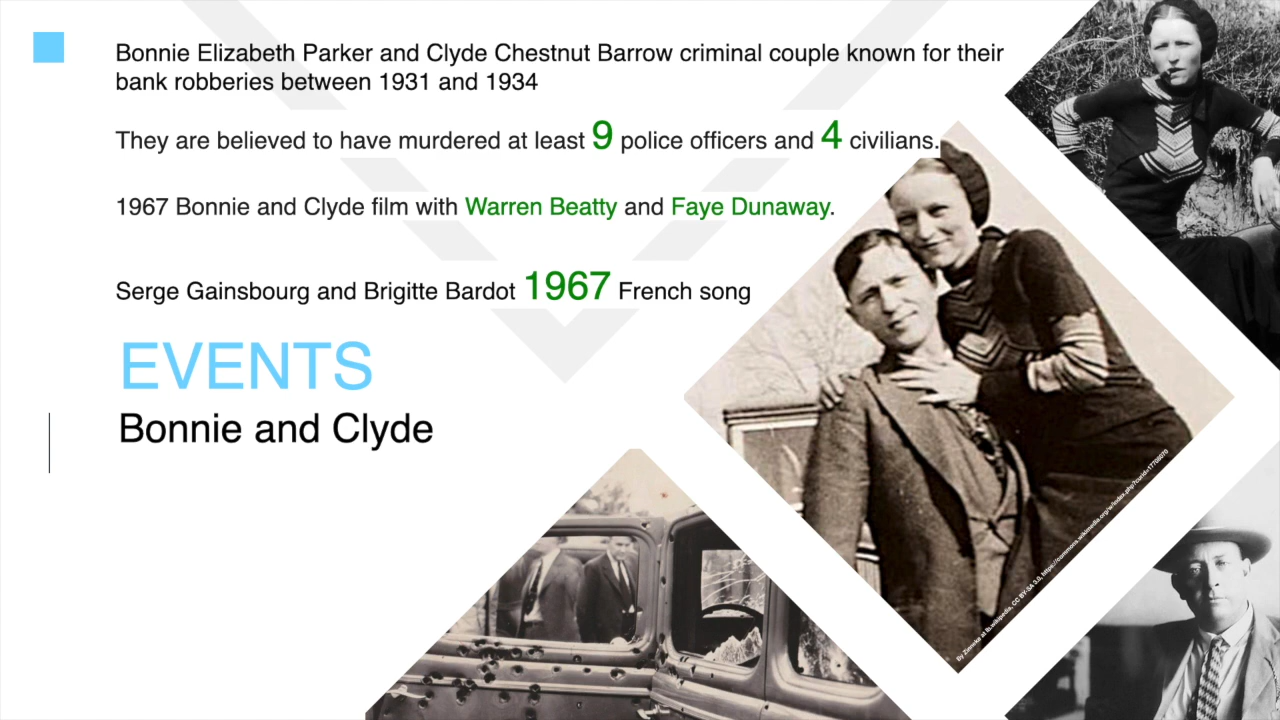 Bonnie Elizabeth Parker and Clyde Chestnut Barrow criminal couple known for their
bank robberies between 1931 and 1934
They are believed to have murdered at least 9 police officers and 4 civilians.
1967 Bonnie and Clyde film with Warren Beatty and Faye Dunaway.
Serge Gainsbourg and Brigitte Bardot 1967 French song
EVENTS
Bonnie and Clyde